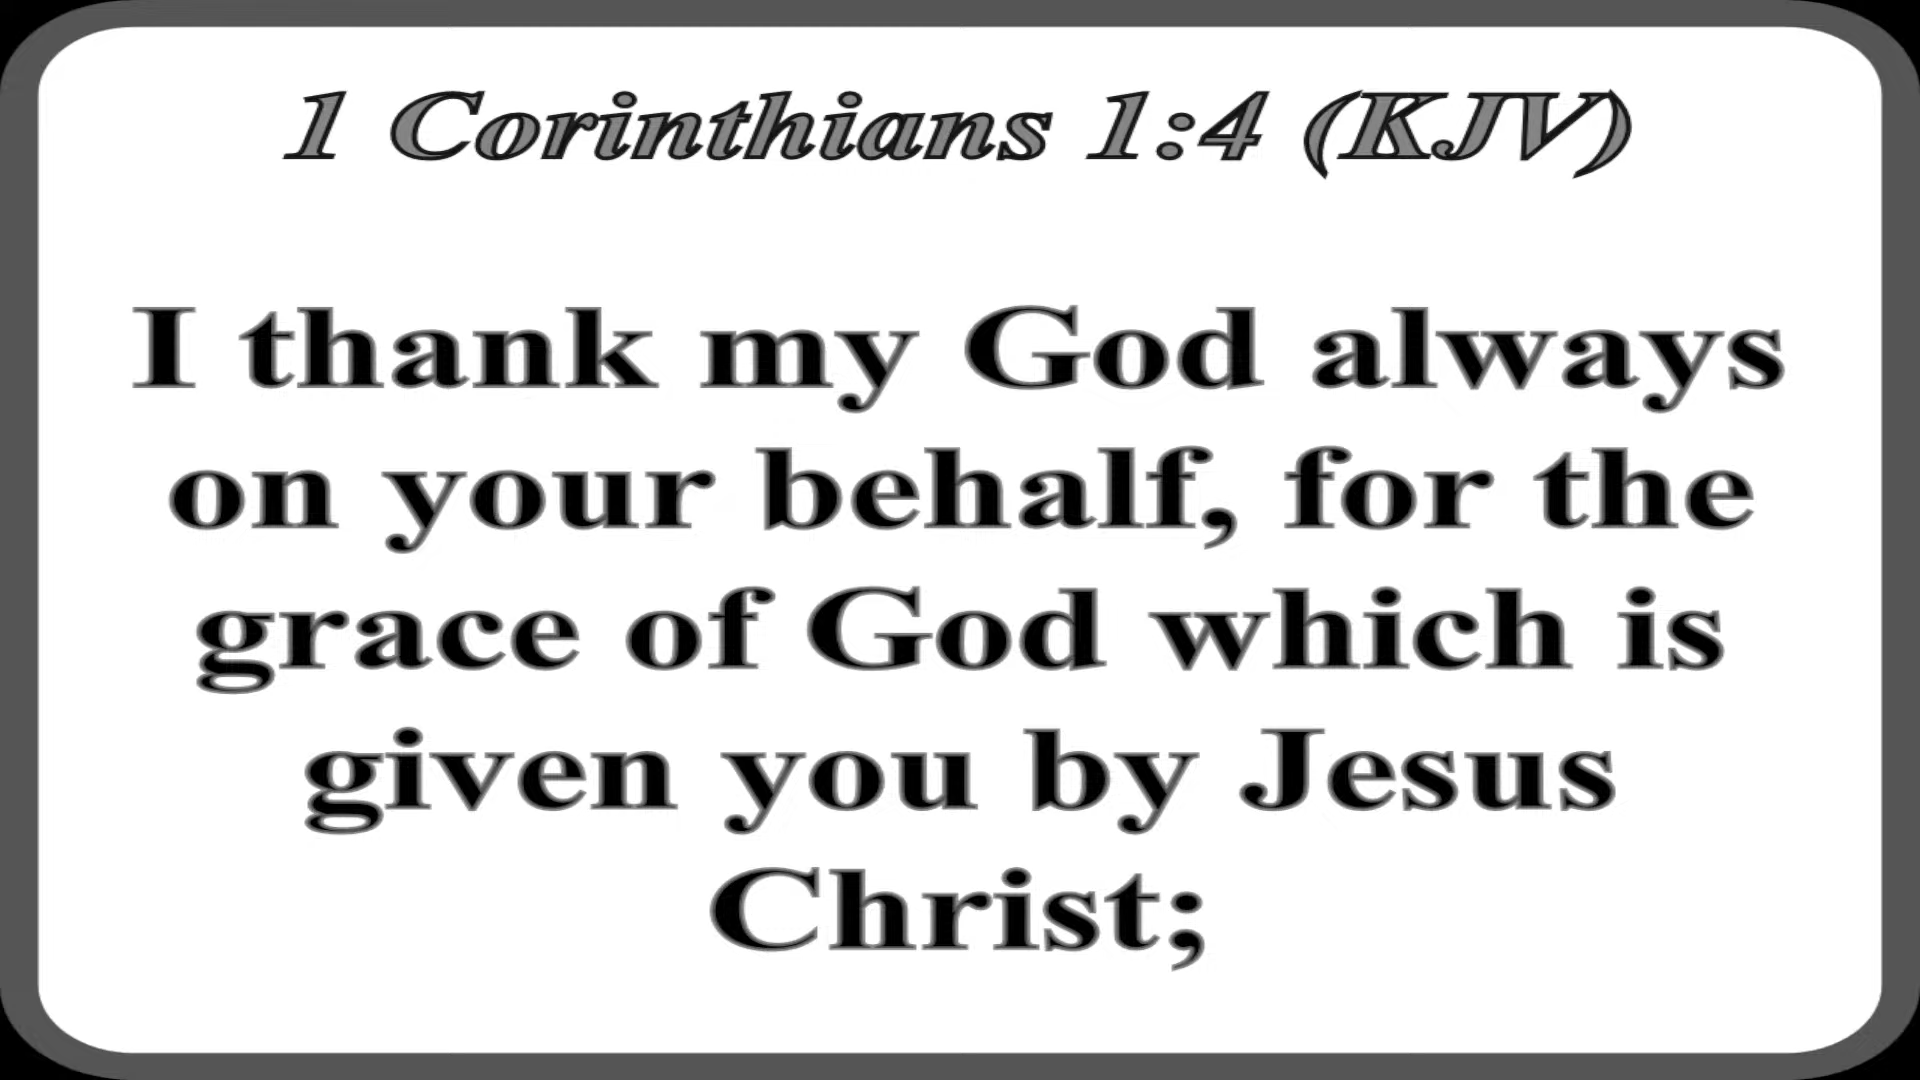 1 Corinthians 1:4 (KJV)
I thank my God always
on your behalf, for the
grace of God which is
given you by Jesus
Christ;